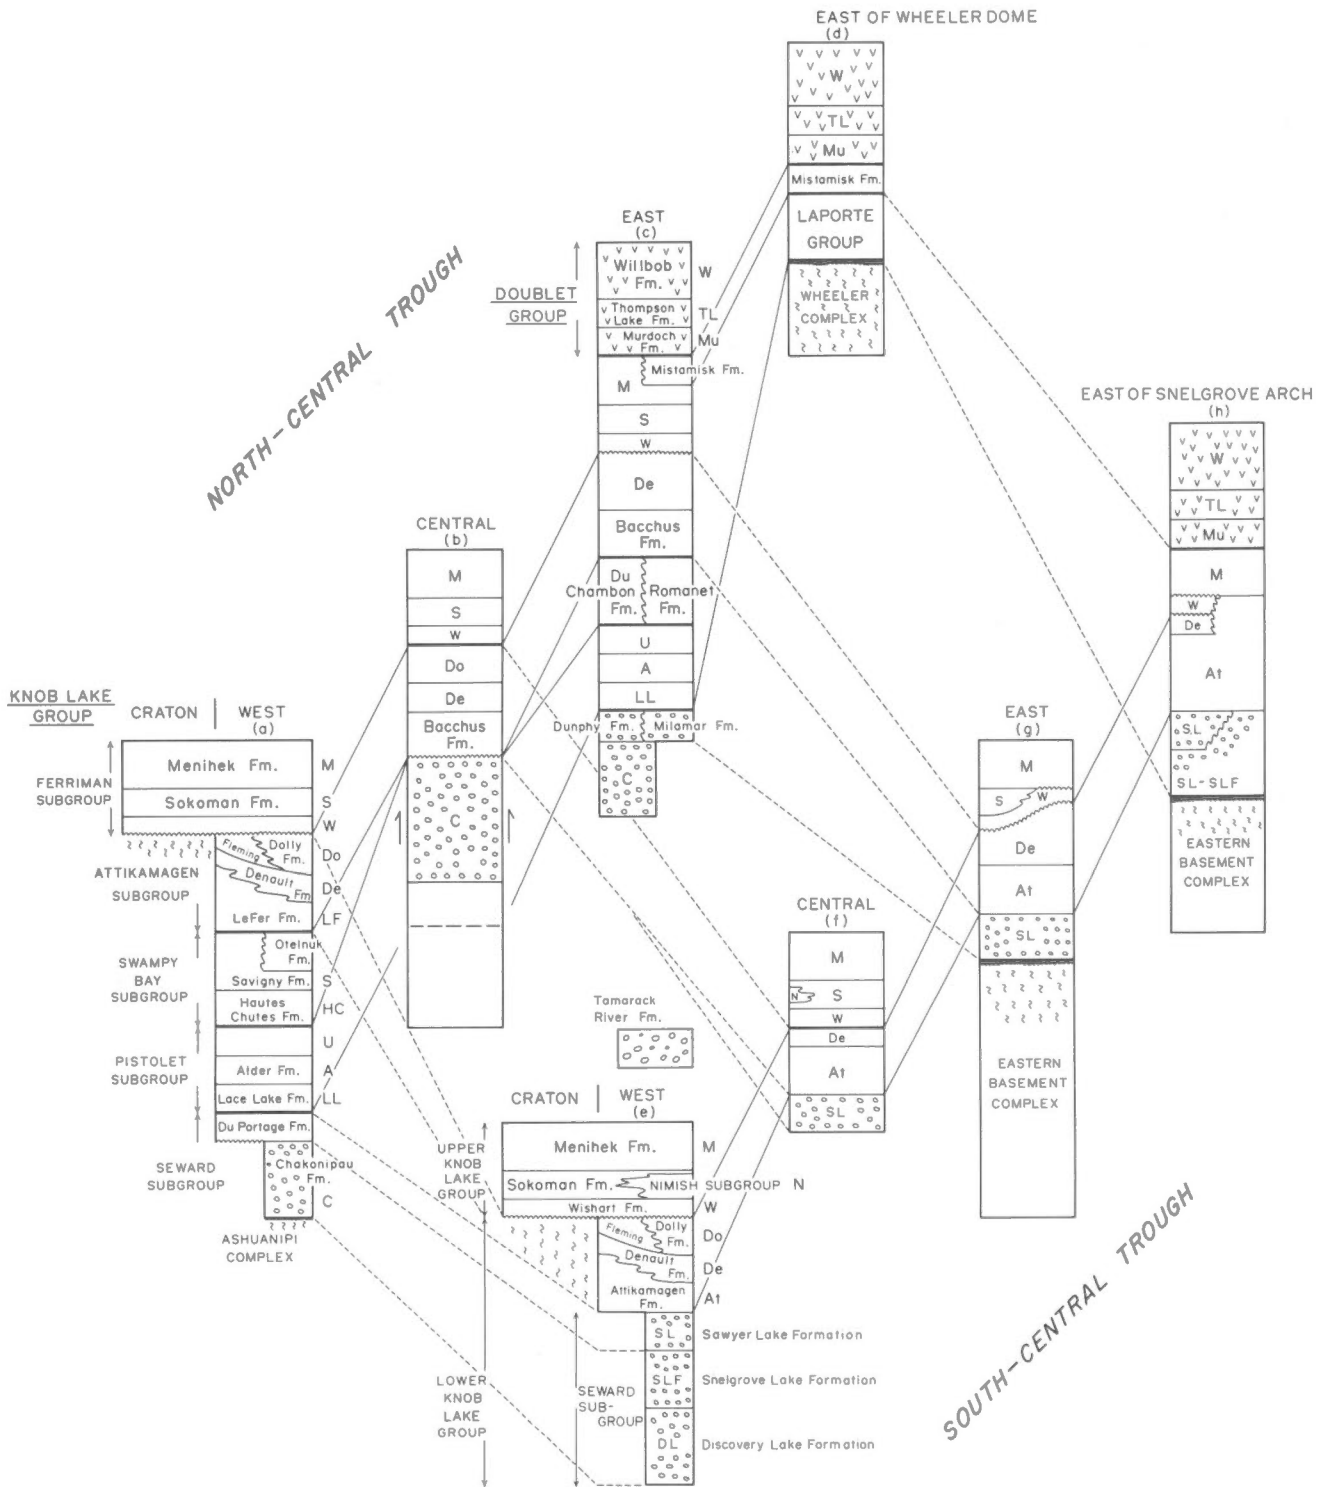 EAST OF WHEELER DOME
(d)
W
TL
Mu
Mistamisk Fm.
LAPORTE
GROUP
WHEELER
COMPLEX
NORTH-CENTRAL TROUGH
EAST
(c)
DOUBLET
GROUP
Willbob
Fm.
W
Thompson
Lake Fm.
TL
Murdoch
Fm.
Mu
Mistamisk Fm.
M
S
W
De
Bacchus
Fm.
Du
Chambon
Fm.
Romanet
Fm.
U
A
LL
Dunphy Fm.
Milamar Fm.
C
EAST OF SNELGROVE ARCH
(h)
W
TL
Mu
M
W
De
At
SL
SL-SLF
EASTERN
BASEMENT
COMPLEX
CENTRAL
(b)
M
S
W
Do
De
Bacchus
Fm.
C
KNOB LAKE
GROUP
CRATON
WEST
(a)
FERRIMAN
SUBGROUP
Menihek Fm.
M
Sokoman Fm.
S
W
ATTIKAMAGEN
SUBGROUP
Fleming
Dolly
Fm.
Do
Denault
Fm
De
LeFer Fm.
LF
SWAMPY
BAY
SUBGROUP
Otelnuk
Fm.
Savigny Fm.
S
Hautes
Chutes Fm.
HC
PISTOLET
SUBGROUP
U
Alder Fm.
A
Lace Lake Fm.
LL
SEWARD
SUBGROUP
Du Portage Fm.
Chakonipau
Fm.
C
ASHUANIPI
COMPLEX
EAST
(g)
M
S
W
De
At
SL
EASTERN
BASEMENT
COMPLEX
CENTRAL
(f)
M
N
S
W
De
At
SL
Tamarack
River Fm.
CRATON
WEST
(e)
UPPER
KNOB
LAKE
GROUP
Menihek Fm.
M
Sokoman Fm.
NIMISH SUBGROUP
N
Wishart Fm.
W
Fleming
Dolly
Fm.
Do
Denault
Fm.
De
Attikamagen
Fm.
At
LOWER
KNOB
LAKE
GROUP
SEWARD
SUB-
GROUP
SL
Sawyer Lake Formation
SLF
Snelgrove Lake Formation
DL
Discovery Lake Formation
SOUTH-CENTRAL TROUGH